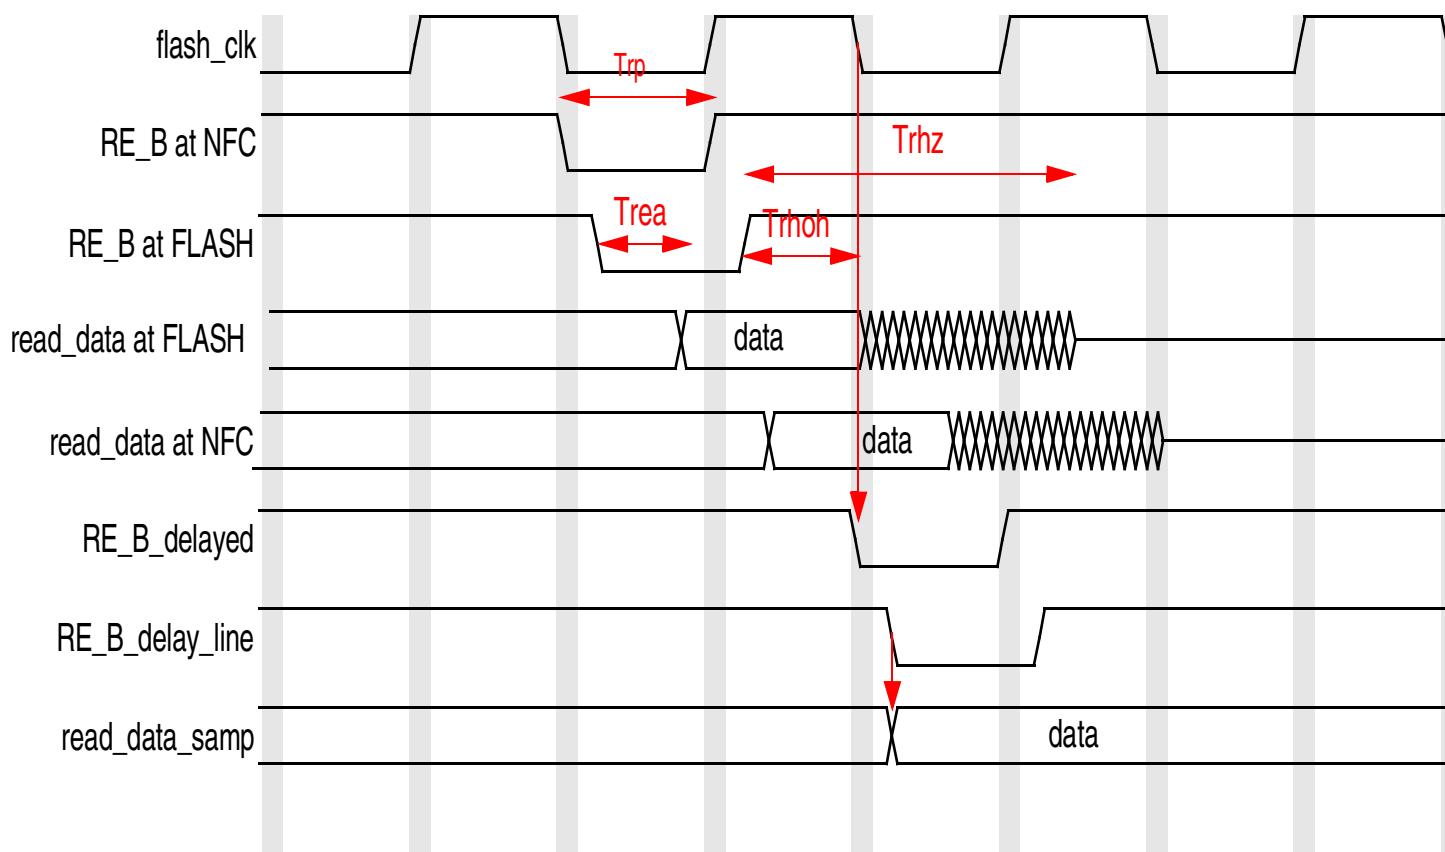 flash_clk
Trp
RE_B at NFC
Trhz
Trea
Trhoh
RE_B at FLASH
read_data at FLASH
data
read_data at NFC
data
RE_B_delayed
RE_B_delay_line
read_data_samp
data